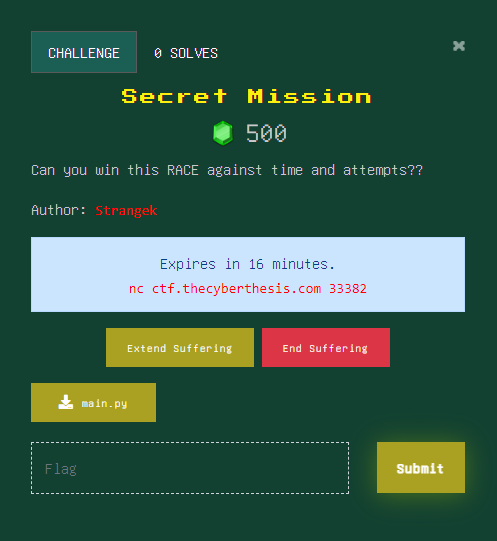 CHALLENGE
0 SOLVES
Secret Mission
500
Can you win this RACE against time and attempts??
Author: Strangek
Expires in 16 minutes.
nc ctf.thecyberthesis.com 33382
Extend Suffering
End Suffering
main.py
Flag
Submit